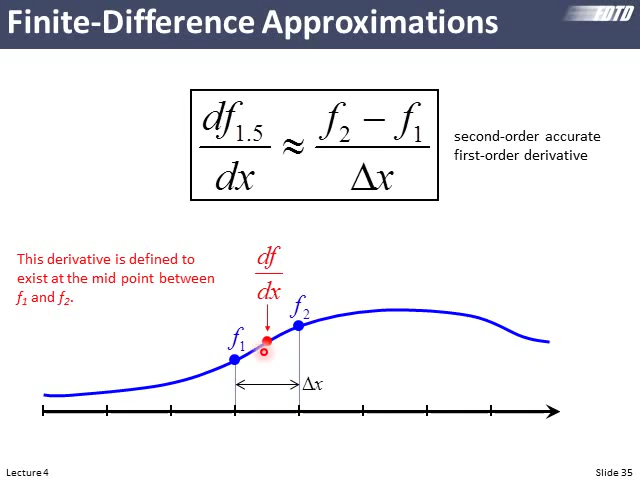 Finite-Difference Approximations
FDTD
df₁.₅/dx ≈ (f₂ − f₁)/Δx
second-order accurate
first-order derivative
This derivative is defined to
exist at the mid point between
f₁ and f₂.
df/dx
f₁
f₂
Δx
Lecture 4
Slide 35